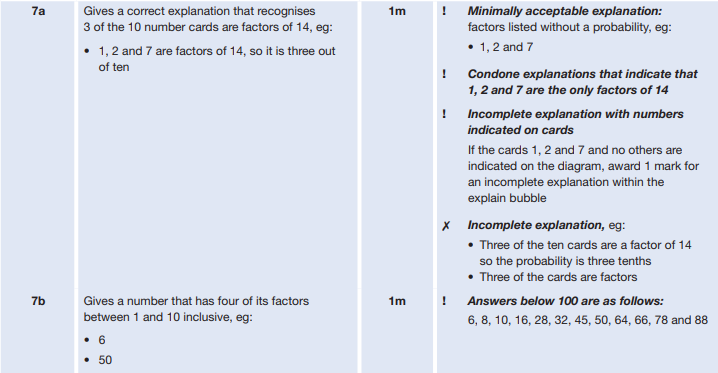 7a
Gives a correct explanation that recognises
3 of the 10 number cards are factors of 14, eg:
• 1, 2 and 7 are factors of 14, so it is three out
of ten
1m
! Minimally acceptable explanation:
factors listed without a probability, eg:
• 1, 2 and 7
! Condone explanations that indicate that
1, 2 and 7 are the only factors of 14
! Incomplete explanation with numbers
indicated on cards
If the cards 1, 2 and 7 and no others are
indicated on the diagram, award 1 mark for
an incomplete explanation within the
explain bubble
✗ Incomplete explanation, eg:
• Three of the ten cards are a factor of 14
so the probability is three tenths
• Three of the cards are factors
7b
Gives a number that has four of its factors
between 1 and 10 inclusive, eg:
• 6
• 50
1m
! Answers below 100 are as follows:
6, 8, 10, 16, 28, 32, 45, 50, 64, 66, 78 and 88